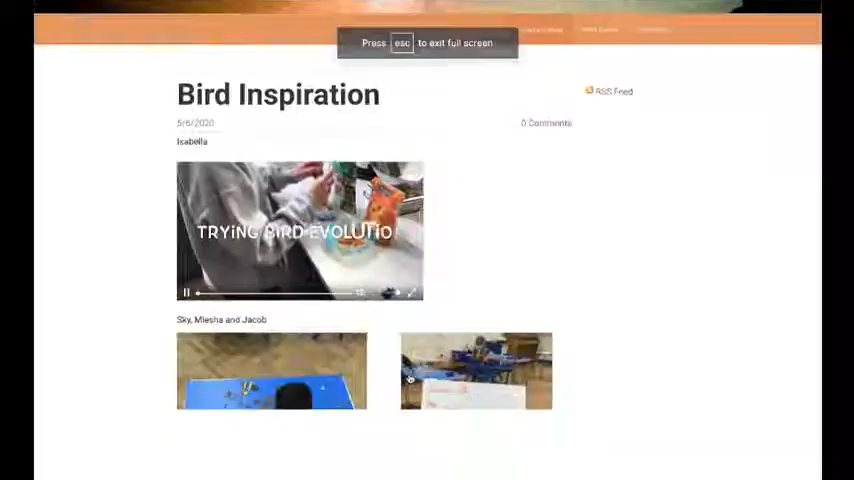 Press esc to exit full screen
Bird Inspiration
RSS Feed
5/6/2020
0 Comments
Isabella
TRYiNG BIRD EVOLUTiO
Sky, Miesha and Jacob